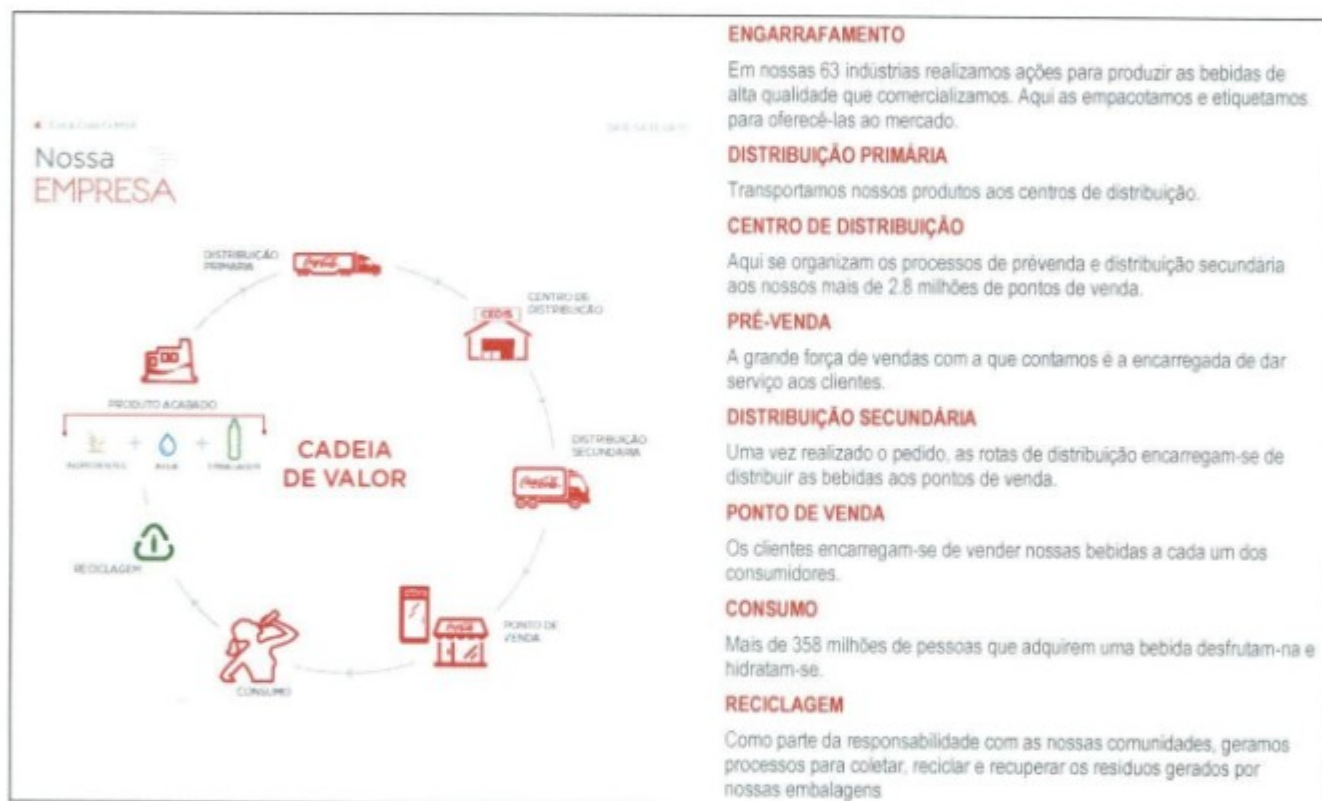 Nossa
EMPRESA
DISTRIBUIÇÃO
PRIMÁRIA
Coca-Cola
CENTRO DE
DISTRIBUIÇÃO
CEDIS
PRODUTO ACABADO
INGREDIENTES + ÁGUA + EMBALAGEM
CADEIA
DE VALOR
DISTRIBUIÇÃO
SECUNDÁRIA
Coca-Cola
RECICLAGEM
PONTO DE
VENDA
CONSUMO
ENGARRAFAMENTO
Em nossas 63 indústrias realizamos ações para produzir as bebidas de
alta qualidade que comercializamos. Aqui as empacotamos e etiquetamos
para oferecê-las ao mercado.
DISTRIBUIÇÃO PRIMÁRIA
Transportamos nossos produtos aos centros de distribuição.
CENTRO DE DISTRIBUIÇÃO
Aqui se organizam os processos de prévenda e distribuição secundária
aos nossos mais de 2.8 milhões de pontos de venda.
PRÉ-VENDA
A grande força de vendas com a que contamos é a encarregada de dar
serviço aos clientes.
DISTRIBUIÇÃO SECUNDÁRIA
Uma vez realizado o pedido, as rotas de distribuição encarregam-se de
distribuir as bebidas aos pontos de venda.
PONTO DE VENDA
Os clientes encarregam-se de vender nossas bebidas a cada um dos
consumidores.
CONSUMO
Mais de 358 milhões de pessoas que adquirem uma bebida desfrutam-na e
hidratam-se.
RECICLAGEM
Como parte da responsabilidade com as nossas comunidades, geramos
processos para coletar, reciclar e recuperar os resíduos gerados por
nossas embalagens